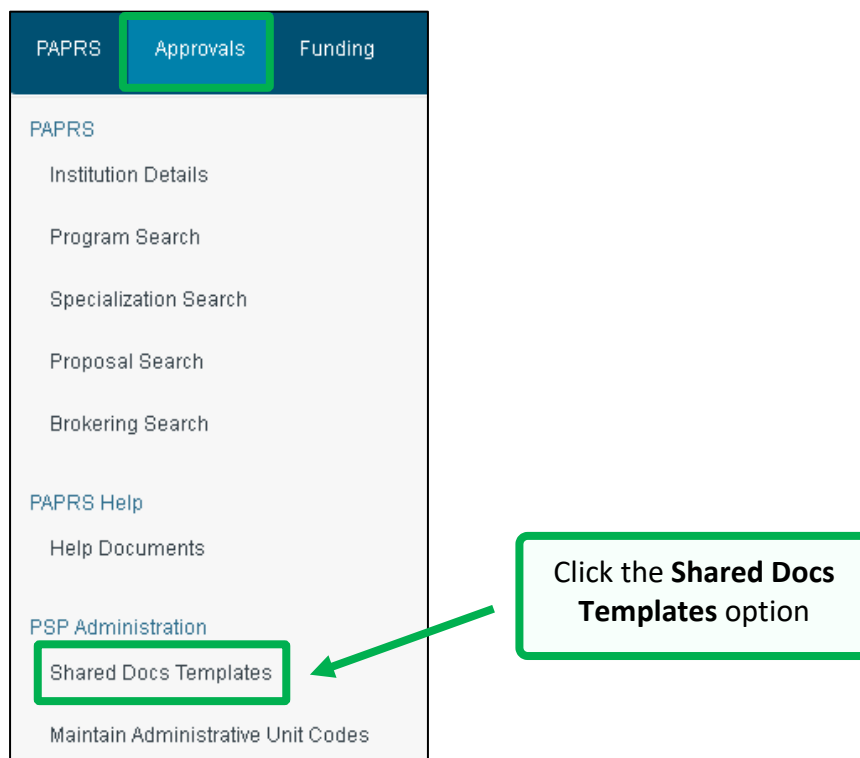 PAPRS Approvals Funding
PAPRS
Institution Details
Program Search
Specialization Search
Proposal Search
Brokering Search
PAPRS Help
Help Documents
PSP Administration
Shared Docs Templates
Maintain Administrative Unit Codes
Click the Shared Docs
Templates option